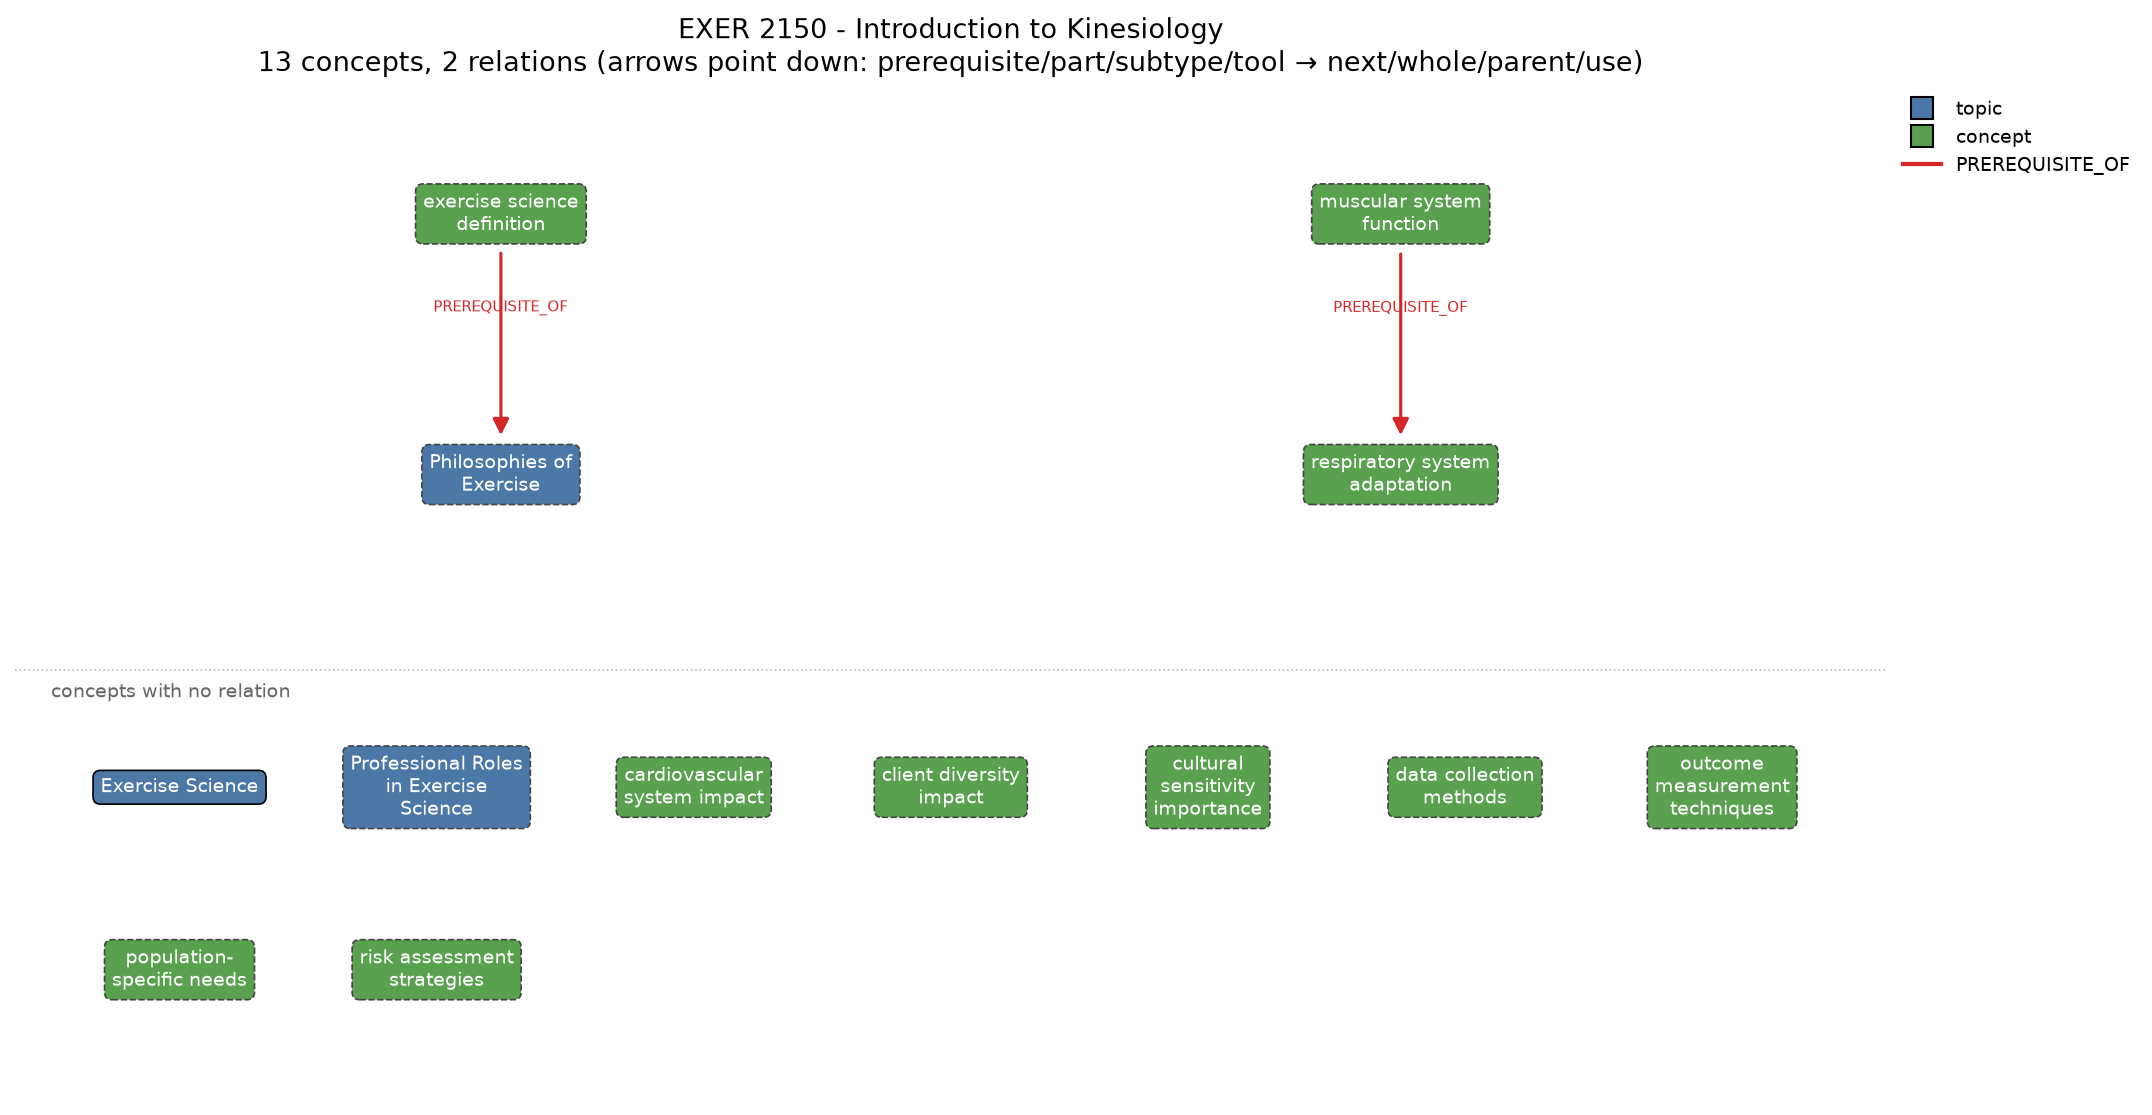 EXER 2150 - Introduction to Kinesiology
13 concepts, 2 relations (arrows point down: prerequisite/part/subtype/tool → next/whole/parent/use)
topic
concept
PREREQUISITE_OF
exercise science
definition
muscular system
function
PREREQUISITE_OF
PREREQUISITE_OF
Philosophies of
Exercise
respiratory system
adaptation
concepts with no relation
Exercise Science
Professional Roles
in Exercise
Science
cardiovascular
system impact
client diversity
impact
cultural
sensitivity
importance
data collection
methods
outcome
measurement
techniques
population-
specific needs
risk assessment
strategies